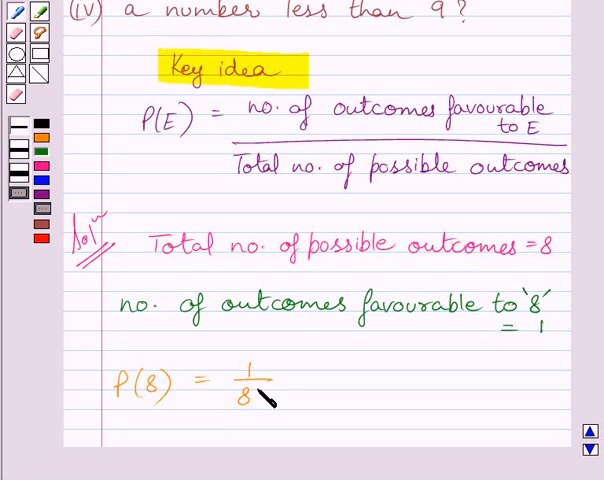 (iv) a number less than 9?
Key idea
P(E) = no. of outcomes favourable to E
Total no. of possible outcomes
Solⁿ Total no. of possible outcomes = 8
no. of outcomes favourable to '8'
= 1
P(8) = 1
8